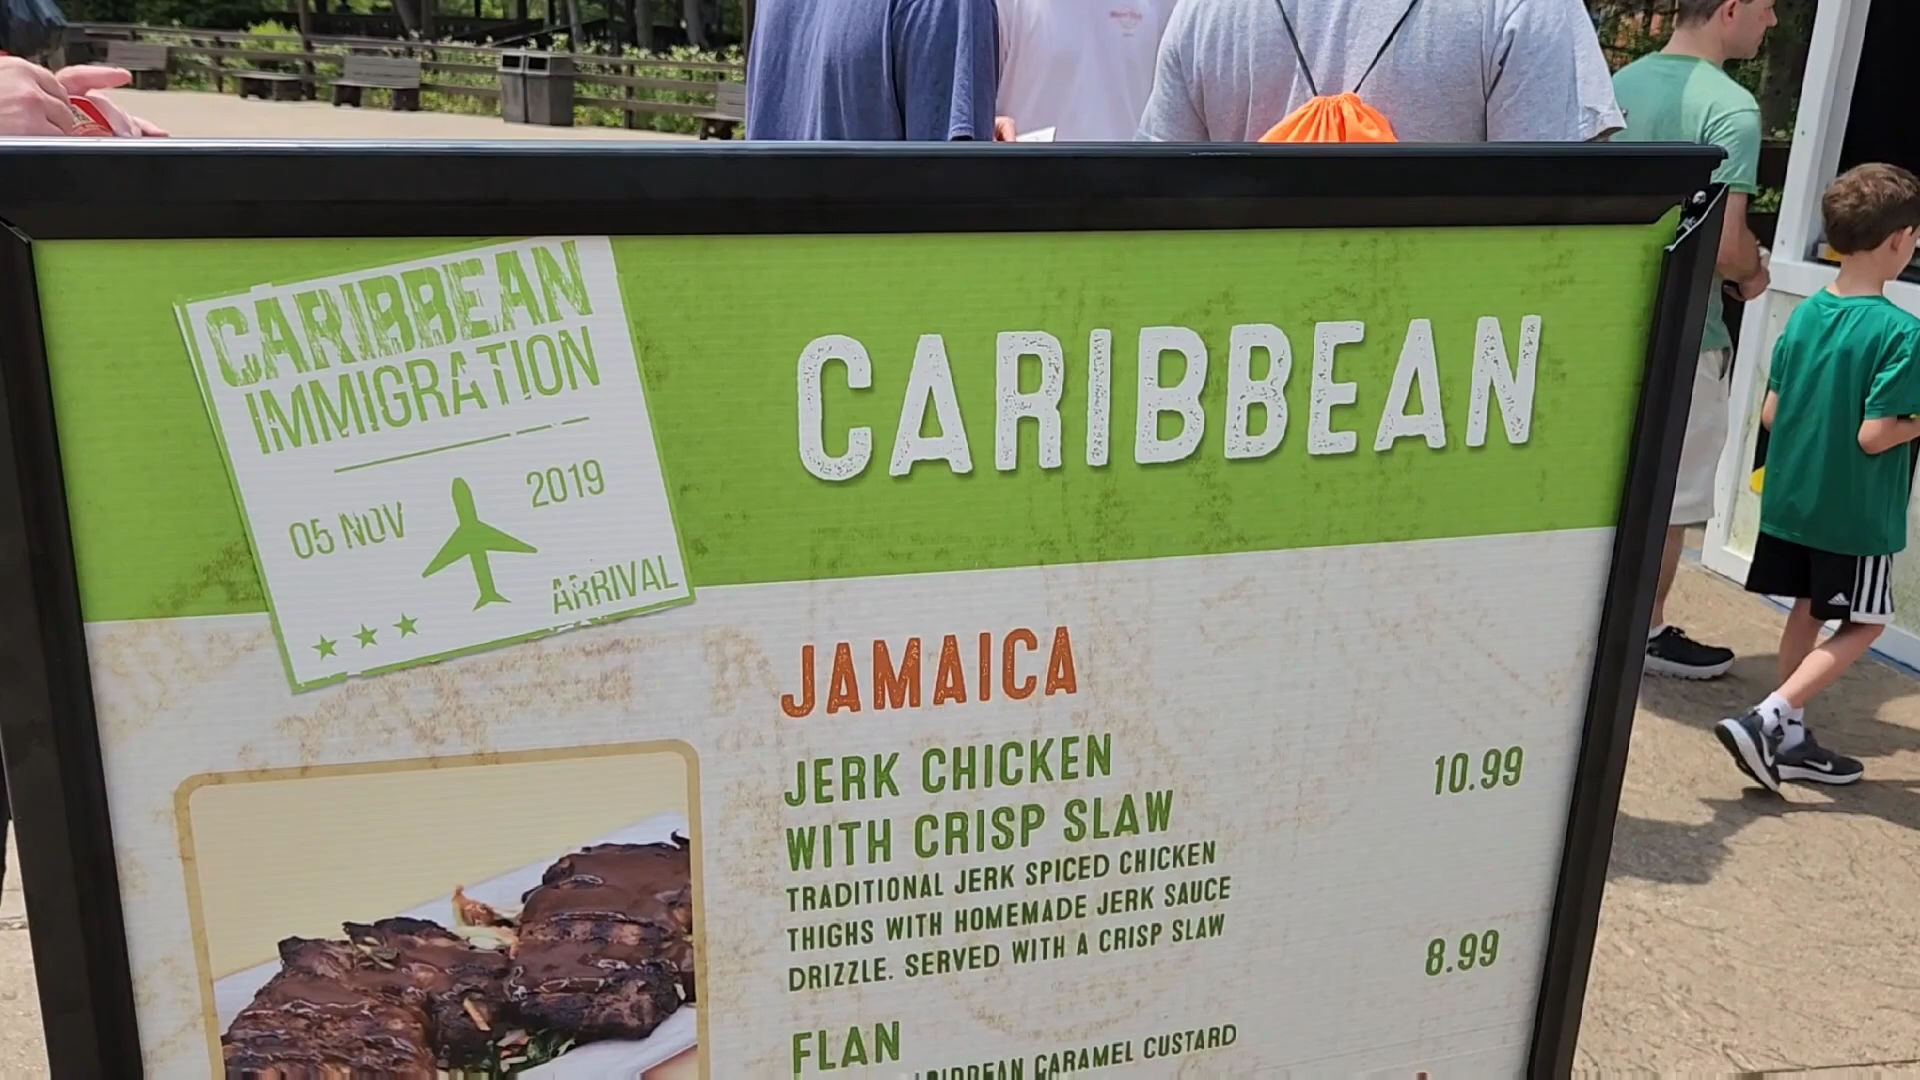 CARIBBEAN
IMMIGRATION
05 NOV
2019
ARRIVAL
CARIBBEAN
JAMAICA
JERK CHICKEN
WITH CRISP SLAW
10.99
TRADITIONAL JERK SPICED CHICKEN
THIGHS WITH HOMEMADE JERK SAUCE
DRIZZLE. SERVED WITH A CRISP SLAW
8.99
FLAN
CARAMEL CUSTARD